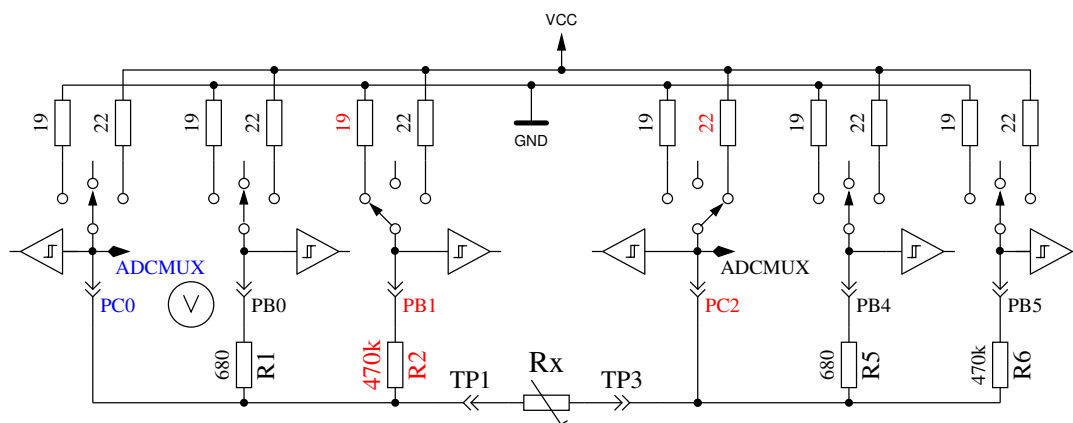 VCC
19
22
19
22
19
22
GND
19
22
19
22
19
22
ADCMUX
ADCMUX
PC0
V
PB0
PB1
PC2
PB4
PB5
680
R1
470k
R2
TP1
Rx
TP3
680
R5
470k
R6